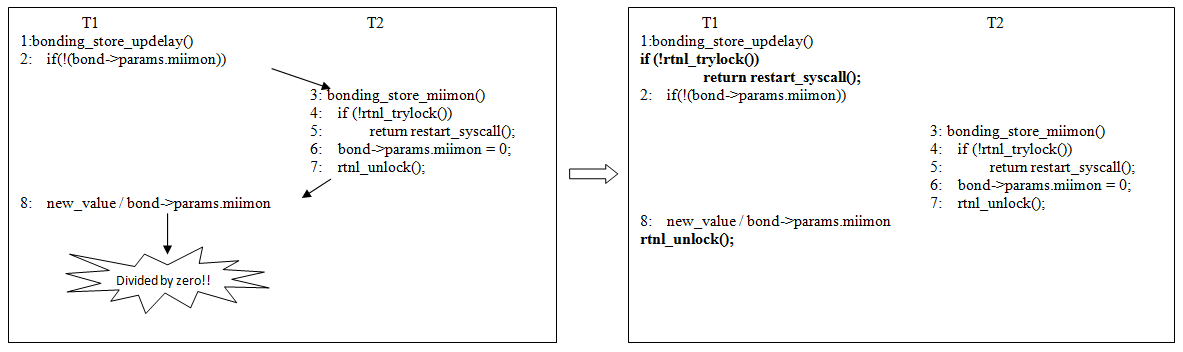 T1 T2
1:bonding_store_updelay()
2: if(!(bond->params.miimon))
3: bonding_store_miimon()
4: if (!rtnl_trylock())
5: return restart_syscall();
6: bond->params.miimon = 0;
7: rtnl_unlock();
8: new_value / bond->params.miimon
Divided by zero!!
T1 T2
1:bonding_store_updelay()
if (!rtnl_trylock())
return restart_syscall();
2: if(!(bond->params.miimon))
3: bonding_store_miimon()
4: if (!rtnl_trylock())
5: return restart_syscall();
6: bond->params.miimon = 0;
7: rtnl_unlock();
8: new_value / bond->params.miimon
rtnl_unlock();